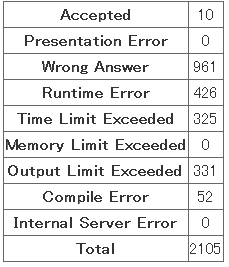 Accepted 10
Presentation Error 0
Wrong Answer 961
Runtime Error 426
Time Limit Exceeded 325
Memory Limit Exceeded 0
Output Limit Exceeded 331
Compile Error 52
Internal Server Error 0
Total 2105